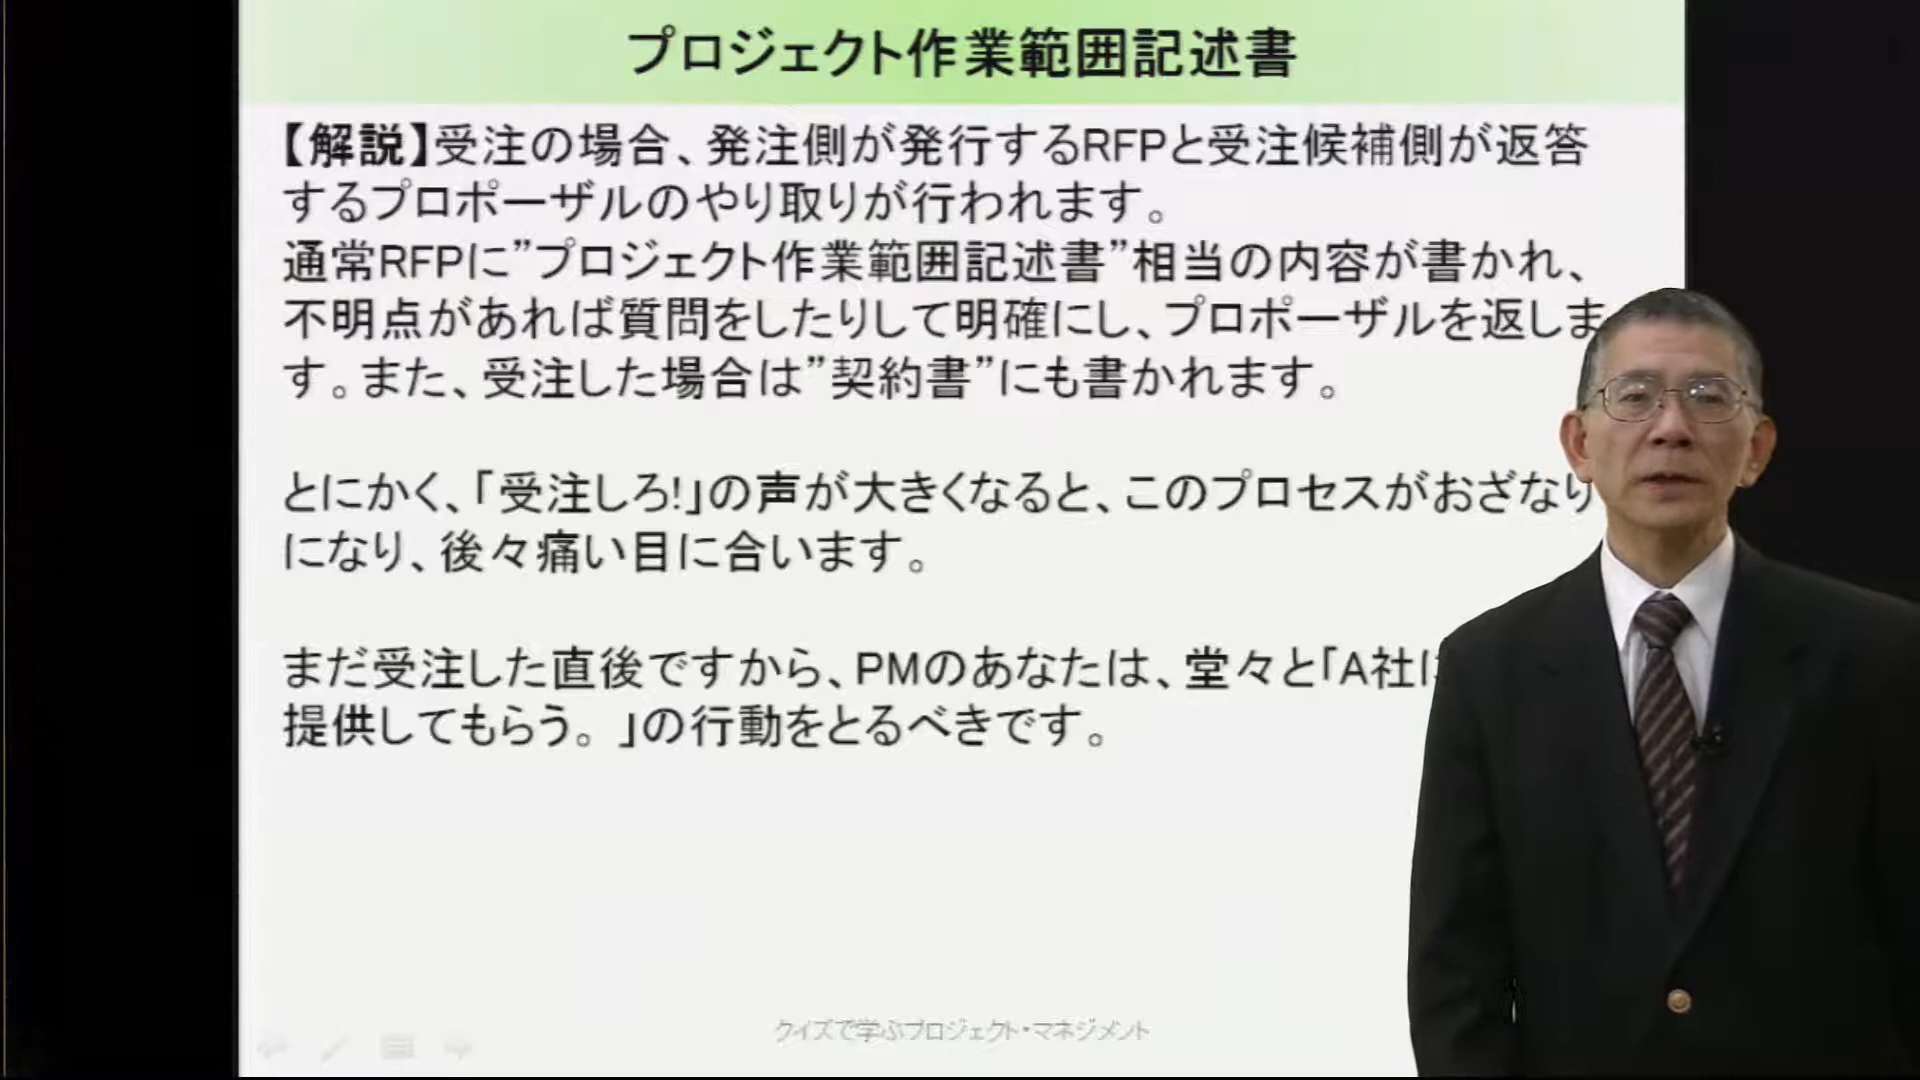 プロジェクト作業範囲記述書
【解説】受注の場合、発注側が発行するRFPと受注候補側が返答
するプロポーザルのやり取りが行われます。
通常RFPに”プロジェクト作業範囲記述書”相当の内容が書かれ、
不明点があれば質問をしたりして明確にし、プロポーザルを返しま
す。また、受注した場合は”契約書”にも書かれます。
とにかく、「受注しろ!」の声が大きくなると、このプロセスがおざなり
になり、後々痛い目に合います。
まだ受注した直後ですから、PMのあなたは、堂々と「A社に
提供してもらう。」の行動をとるべきです。
クイズで学ぶプロジェクト・マネジメント